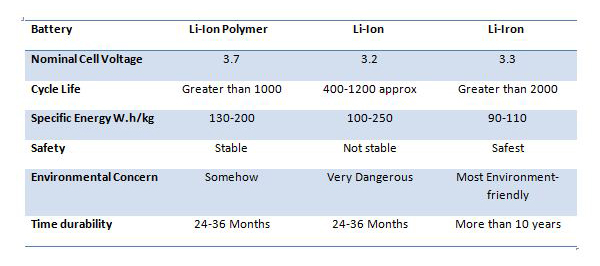 Battery Li-Ion Polymer Li-Ion Li-Iron
Nominal Cell Voltage 3.7 3.2 3.3
Cycle Life Greater than 1000 400-1200 approx Greater than 2000
Specific Energy W.h/kg 130-200 100-250 90-110
Safety Stable Not stable Safest
Environmental Concern Somehow Very Dangerous Most Environment-
friendly
Time durability 24-36 Months 24-36 Months More than 10 years